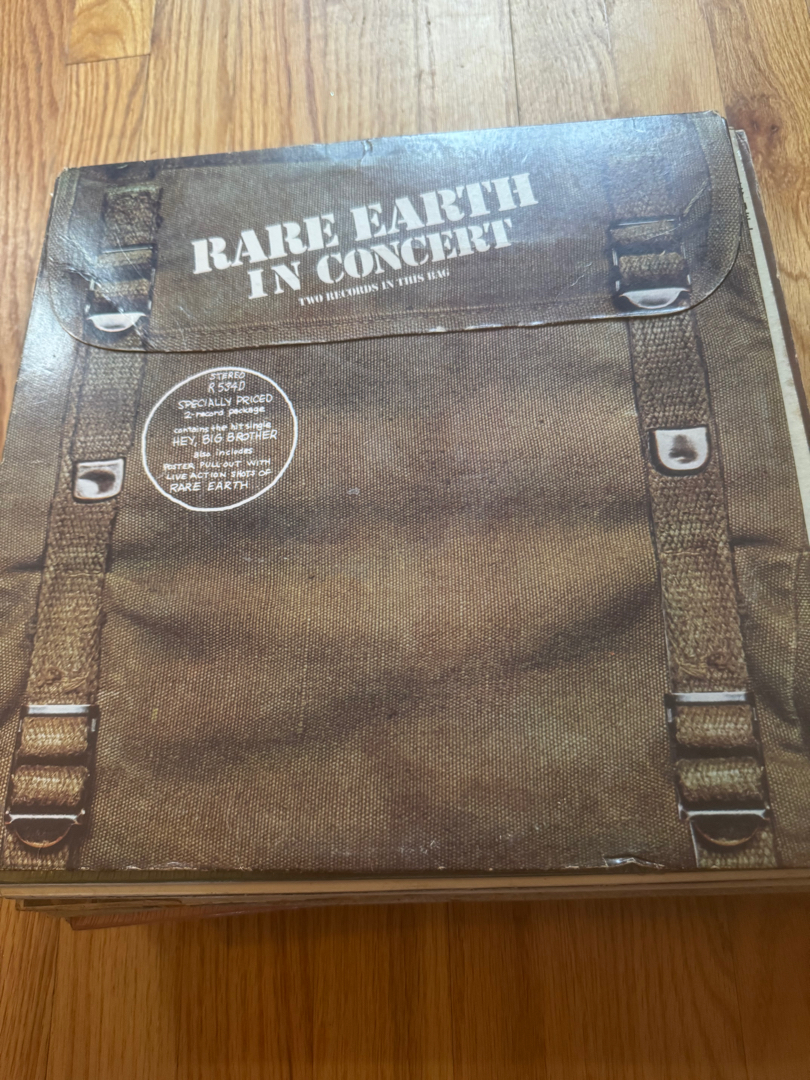 RARE EARTH
IN CONCERT
TWO RECORDS IN THIS BAG
STEREO
R 534D
SPECIALLY PRICED
2-record package
contains the hit single
HEY, BIG BROTHER
also includes
POSTER PULL-OUT WITH
LIVE ACTION SHOTS OF
RARE EARTH